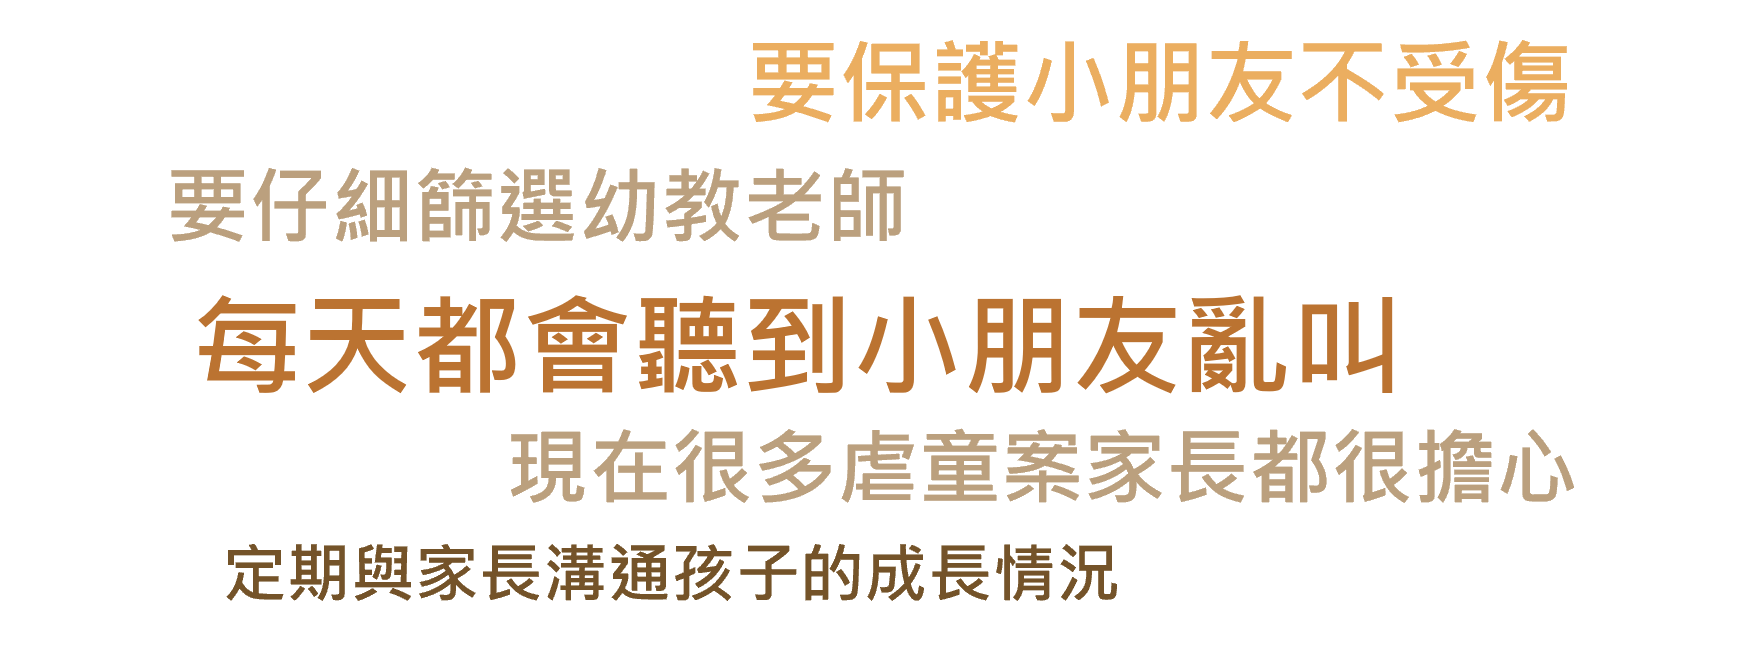 要保護小朋友不受傷
要仔細篩選幼教老師
每天都會聽到小朋友亂叫
現在很多虐童案家長都很擔心
定期與家長溝通孩子的成長情況